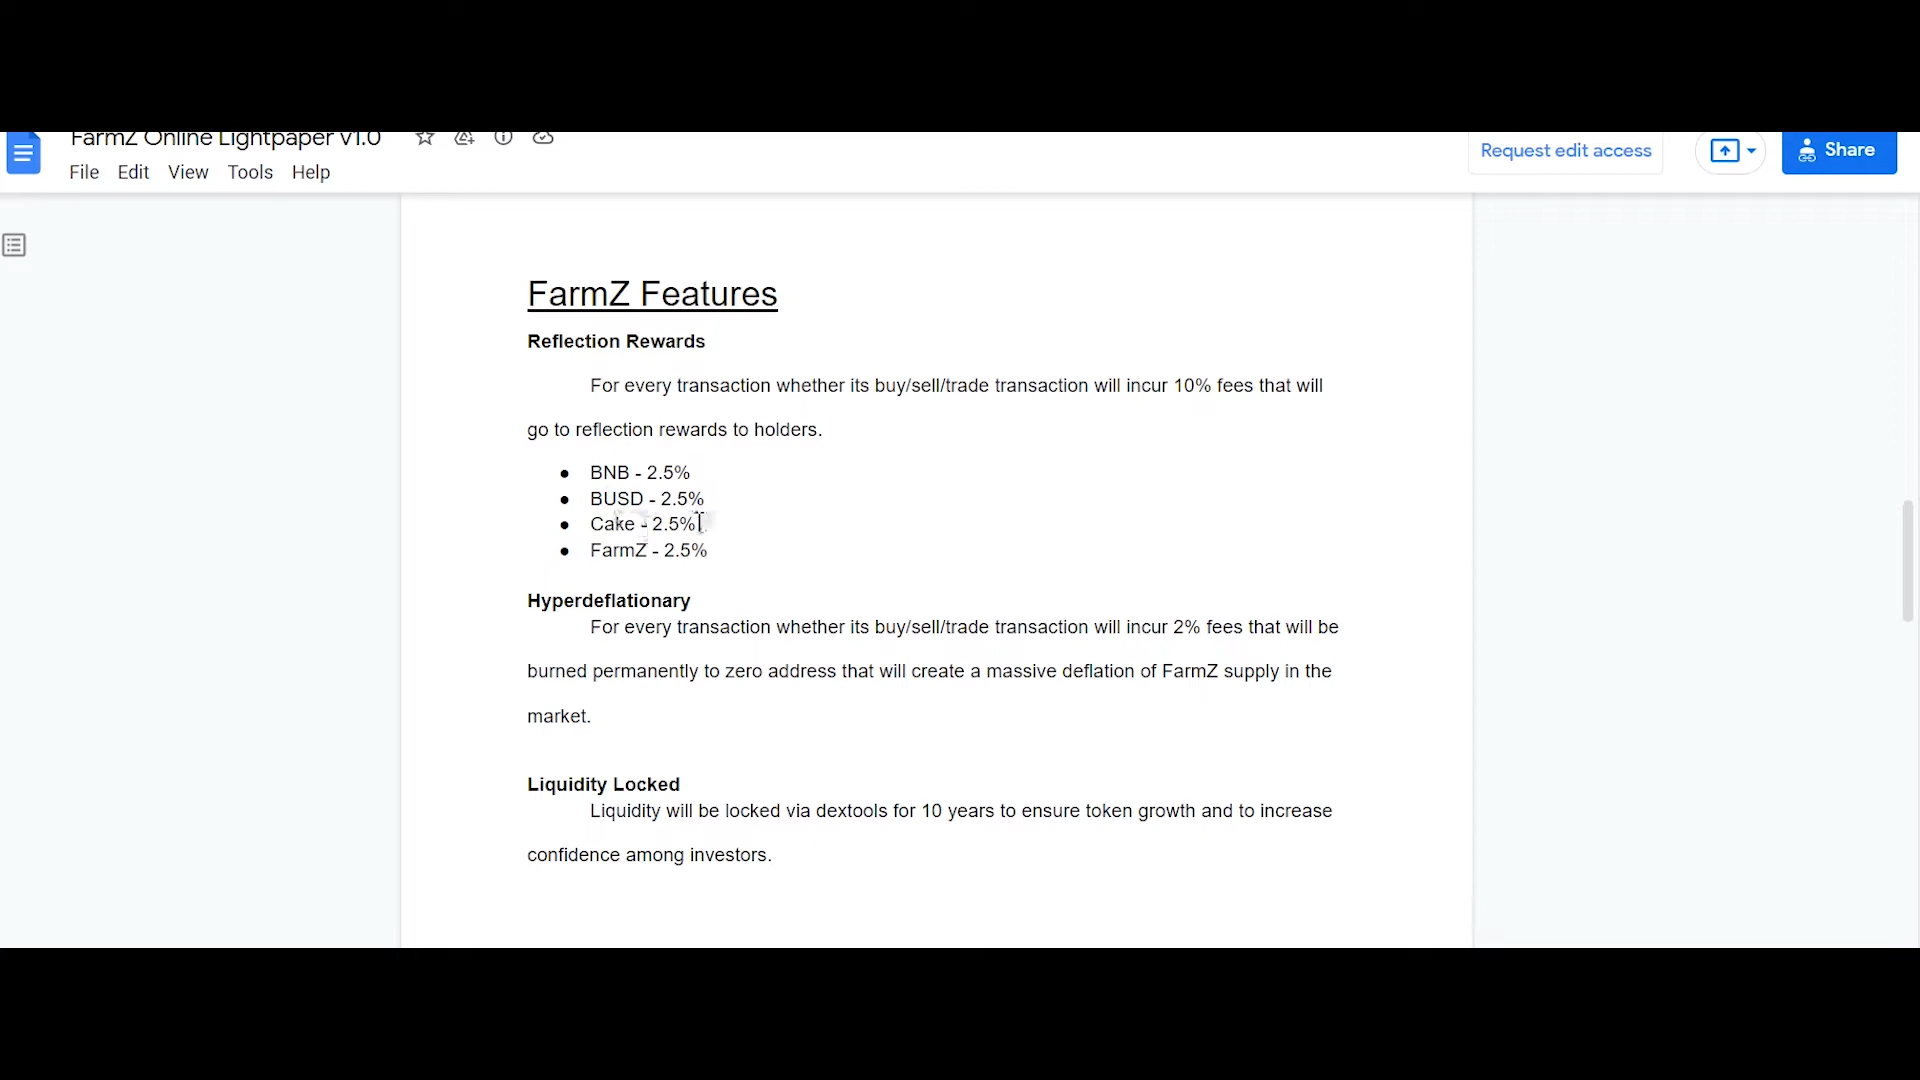 FarmZ Online Lightpaper v1.0
File Edit View Tools Help
Request edit access
Share
FarmZ Features
Reflection Rewards
For every transaction whether its buy/sell/trade transaction will incur 10% fees that will
go to reflection rewards to holders.
● BNB - 2.5%
● BUSD - 2.5%
● Cake - 2.5%
● FarmZ - 2.5%
Hyperdeflationary
For every transaction whether its buy/sell/trade transaction will incur 2% fees that will be
burned permanently to zero address that will create a massive deflation of FarmZ supply in the
market.
Liquidity Locked
Liquidity will be locked via dextools for 10 years to ensure token growth and to increase
confidence among investors.